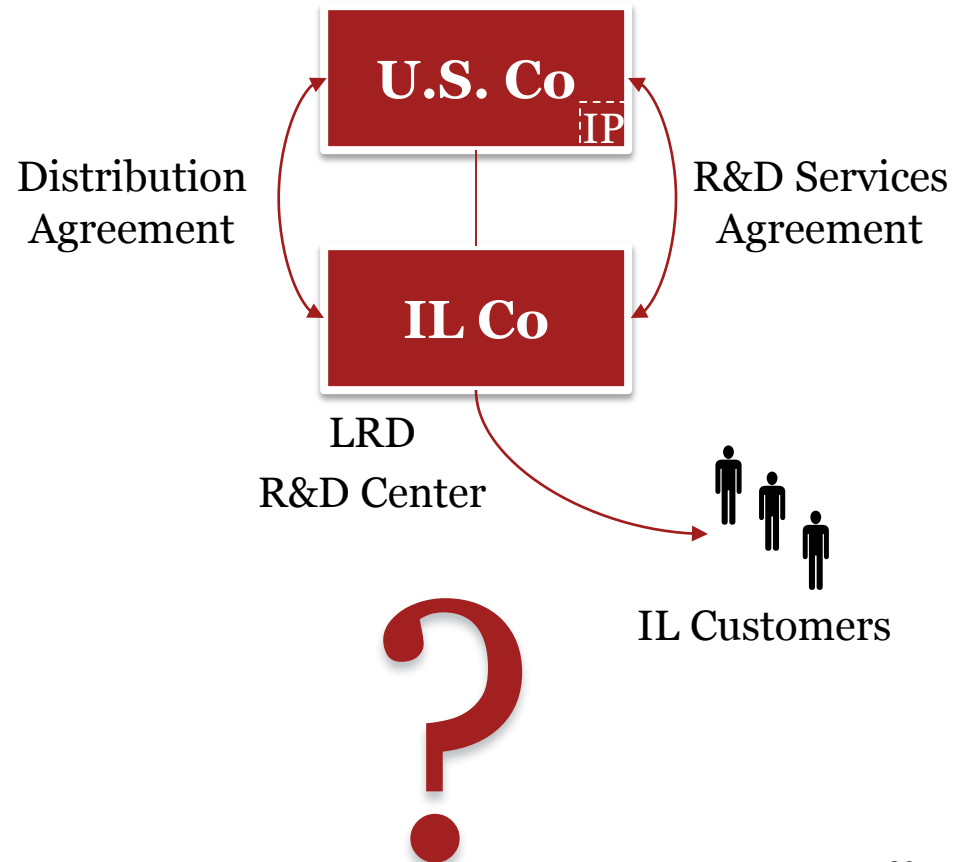 U.S. Co
IP
Distribution
Agreement
R&D Services
Agreement
IL Co
LRD
R&D Center
IL Customers
?